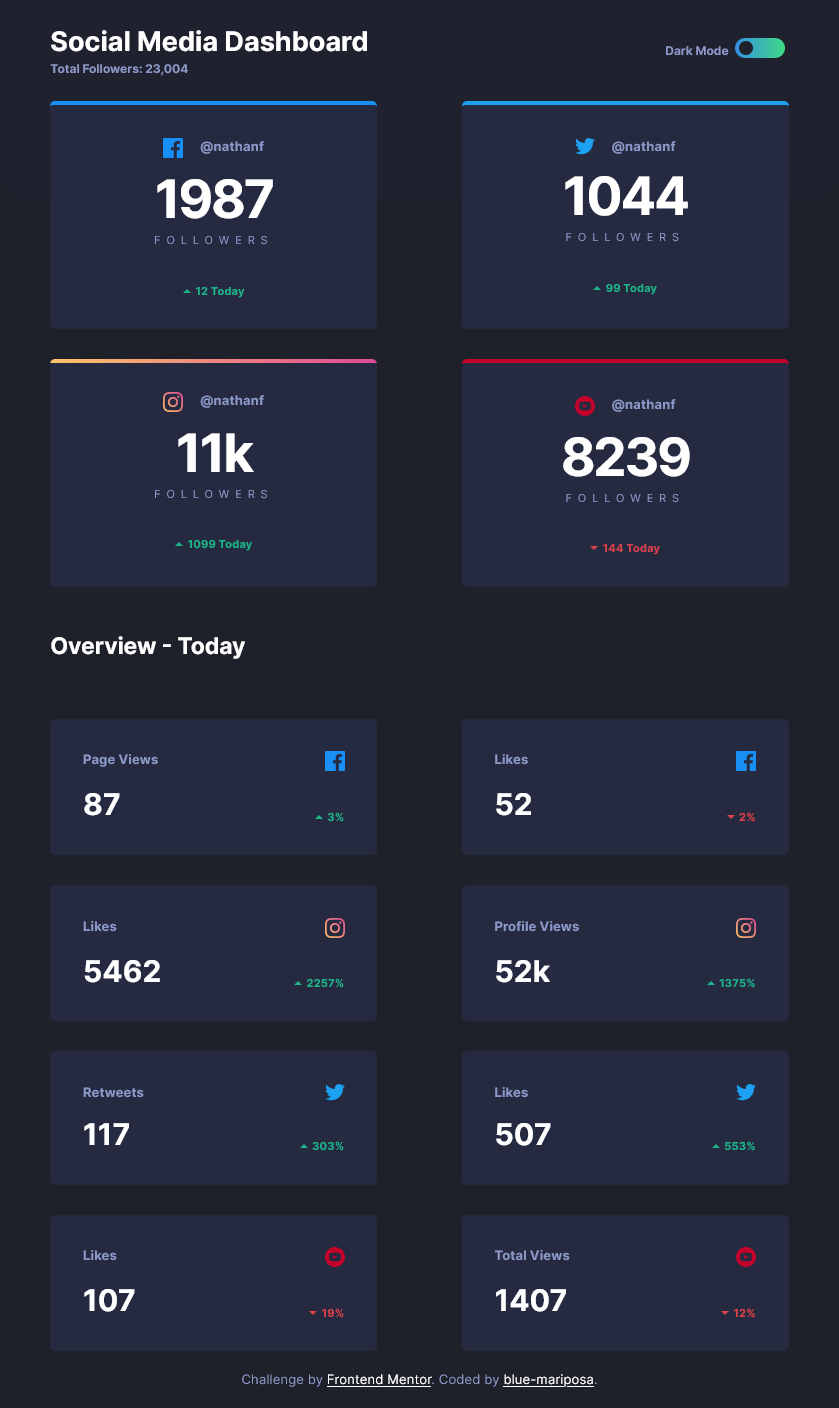 Social Media Dashboard
Total Followers: 23,004
Dark Mode
@nathanf
1987
FOLLOWERS
12 Today
@nathanf
1044
FOLLOWERS
99 Today
@nathanf
11k
FOLLOWERS
1099 Today
@nathanf
8239
FOLLOWERS
144 Today
Overview - Today
Page Views
87
3%
Likes
52
2%
Likes
5462
2257%
Profile Views
52k
1375%
Retweets
117
303%
Likes
507
553%
Likes
107
19%
Total Views
1407
12%
Challenge by Frontend Mentor. Coded by blue-mariposa.